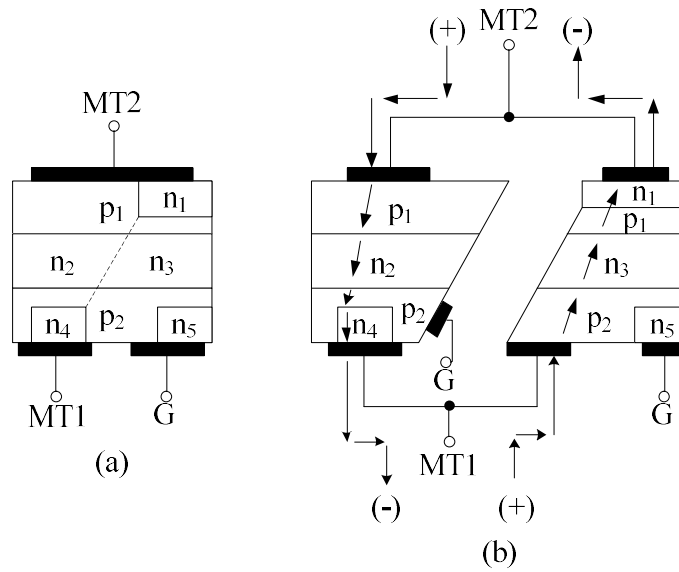 MT2
p₁
n₁
n₂
n₃
n₄
p₂
n₅
MT1
G
(a)
(+)
MT2
(-)
p₁
n₂
n₄
p₂
G
n₁
p₁
n₃
p₂
n₅
G
MT1
(-)
(+)
(b)